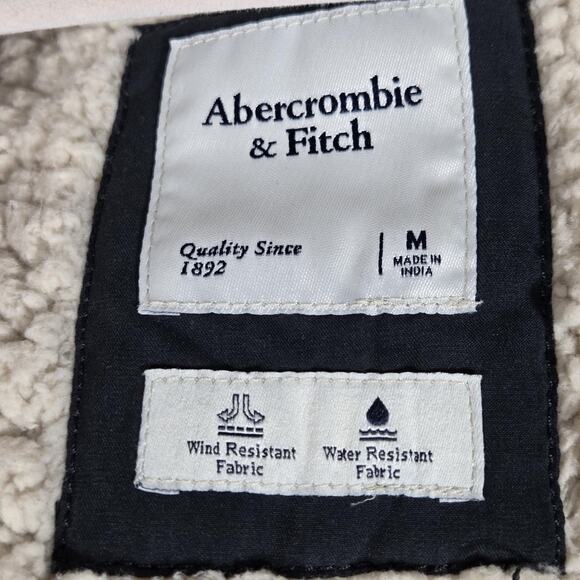 Abercrombie
& Fitch
Quality Since
1892
M
MADE IN
INDIA
Wind Resistant
Fabric
Water Resistant
Fabric